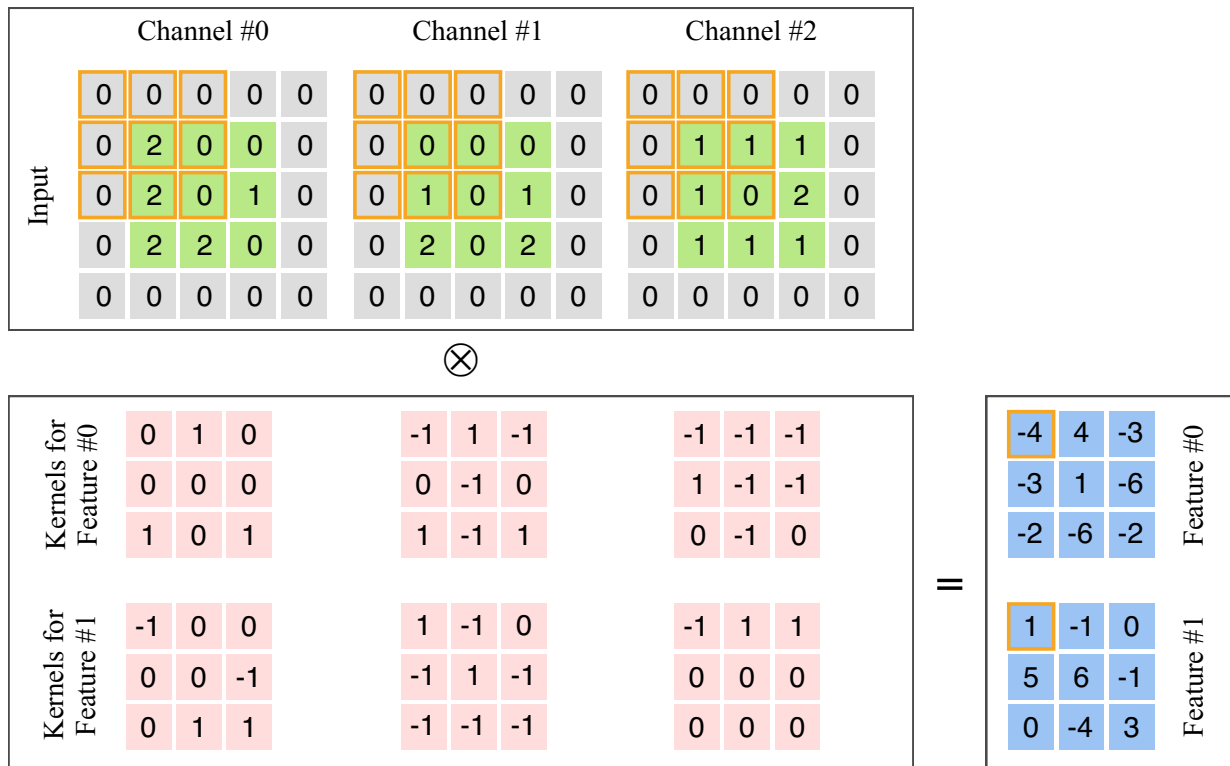 Channel #0 Channel #1 Channel #2
Input
0 0 0 0 0 0 0 0 0 0 0 0 0 0 0
0 2 0 0 0 0 0 0 0 0 0 1 1 1 0
0 2 0 1 0 0 1 0 1 0 0 1 0 2 0
0 2 2 0 0 0 2 0 2 0 0 1 1 1 0
0 0 0 0 0 0 0 0 0 0 0 0 0 0 0
⊗
Kernels for
Feature #0
0 1 0 -1 1 -1 -1 -1 -1
0 0 0 0 -1 0 1 -1 -1
1 0 1 1 -1 1 0 -1 0
Kernels for
Feature #1
-1 0 0 1 -1 0 -1 1 1
0 0 -1 -1 1 -1 0 0 0
0 1 1 -1 -1 -1 0 0 0
=
-4 4 -3
-3 1 -6
-2 -6 -2
Feature #0
1 -1 0
5 6 -1
0 -4 3
Feature #1